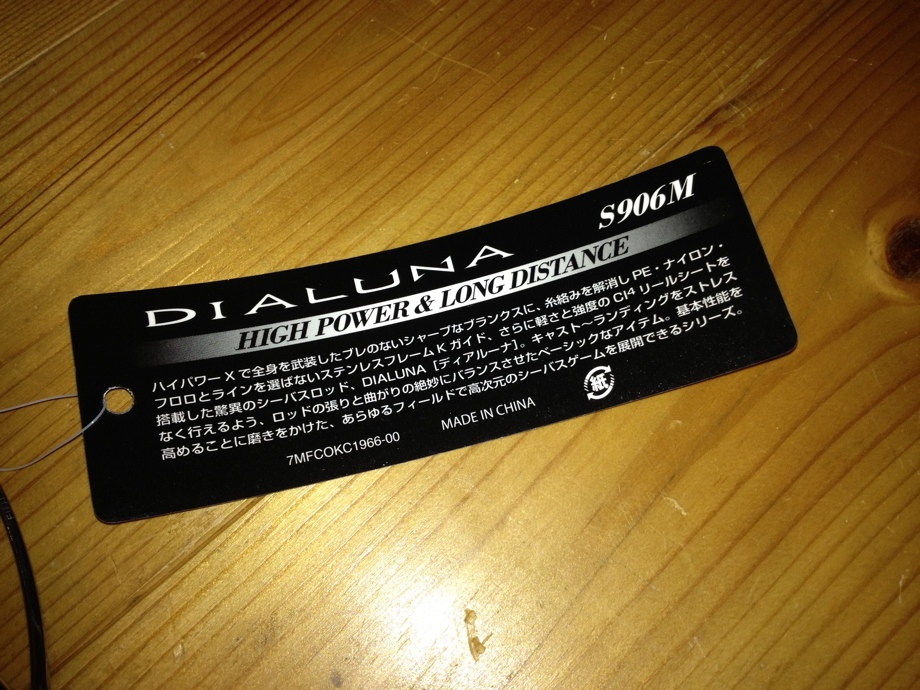 S906M
DIALUNA
HIGH POWER & LONG DISTANCE
ハイパワーXで全身を武装したブレのないシャープなブランクスに、糸絡みを解消しPE・ナイロン・
フロロとラインを選ばないステンレスフレームKガイド、さらに軽さと強度のCI4リールシートを
搭載した驚異のシーバスロッド、DIALUNA［ディアルーナ］。キャスト〜ランディングをストレス
なく行えるよう、ロッドの張りと曲がりの絶妙にバランスさせたベーシックなアイテム。基本性能を
高めることに磨きをかけた、あらゆるフィールドで高次元のシーバスゲームを展開できるシリーズ。
7MFCOKC1966-00
MADE IN CHINA
紙